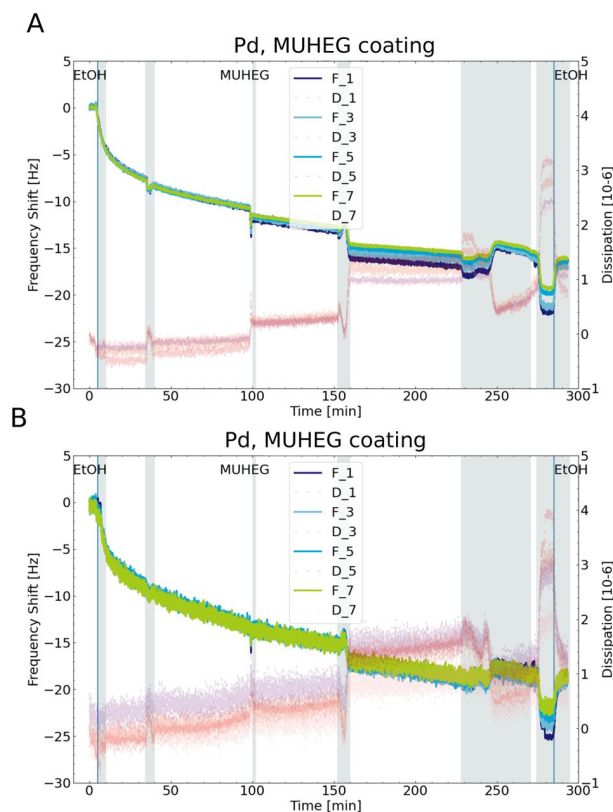 A
Pd, MUHEG coating
EtOH MUHEG EtOH
F_1
D_1
F_3
D_3
F_5
D_5
F_7
D_7
5
0
−5
−10
−15
−20
−25
−30
Frequency Shift [Hz]
5
4
3
2
1
0
−1
Dissipation [10-6]
0 50 100 150 200 250 300
Time [min]
B
Pd, MUHEG coating
EtOH MUHEG EtOH
F_1
D_1
F_3
D_3
F_5
D_5
F_7
D_7
5
0
−5
−10
−15
−20
−25
−30
Frequency Shift [Hz]
5
4
3
2
1
0
−1
Dissipation [10-6]
0 50 100 150 200 250 300
Time [min]